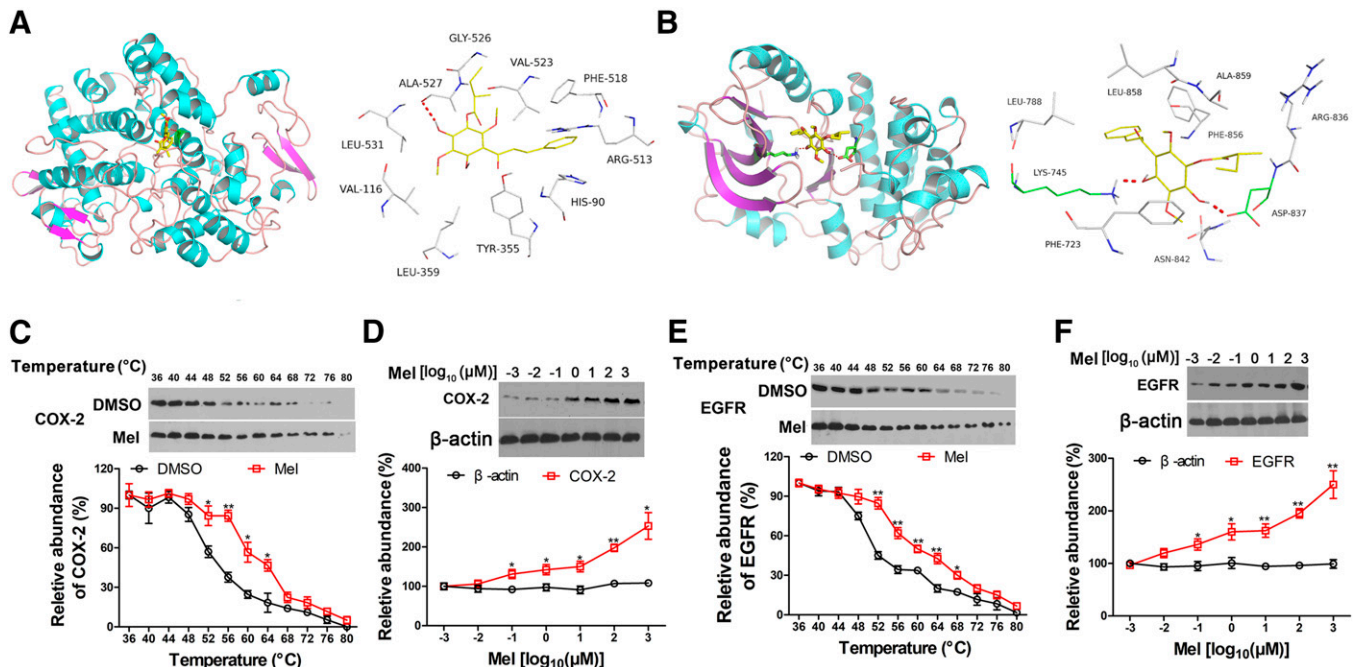 A
GLY-526
VAL-523
ALA-527
PHE-518
LEU-531
ARG-513
VAL-116
HIS-90
TYR-355
LEU-359
B
ALA-859
LEU-858
LEU-788
ARG-836
PHE-856
LYS-745
ASP-837
PHE-723
ASN-842
C
Temperature (°C)
36 40 44 48 52 56 60 64 68 72 76 80
COX-2
DMSO
Mel
DMSO Mel
Reletive abundance
of COX-2 (%)
120
90
60
30
0
* ** * *
36 40 44 48 52 56 60 64 68 72 76 80
Temperature (°C)
D
Mel [log10 (μM)] -3 -2 -1 0 1 2 3
COX-2
β-actin
β -actin COX-2
Reletive abundance (%)
400
300
200
100
0
* * * ** *
-3 -2 -1 0 1 2 3
Mel [log10(μM)]
E
Temperature (°C)
36 40 44 48 52 56 60 64 68 72 76 80
EGFR
DMSO
Mel
DMSO Mel
Reletive abundance
of EGFR (%)
120
90
60
30
0
** ** ** ** *
36 40 44 48 52 56 60 64 68 72 76 80
Temperature (°C)
F
Mel [log10 (μM)] -3 -2 -1 0 1 2 3
EGFR
β-actin
β -actin EGFR
Reletive abundance (%)
300
200
100
0
* * ** ** **
-3 -2 -1 0 1 2 3
Mel [log10(μM)]